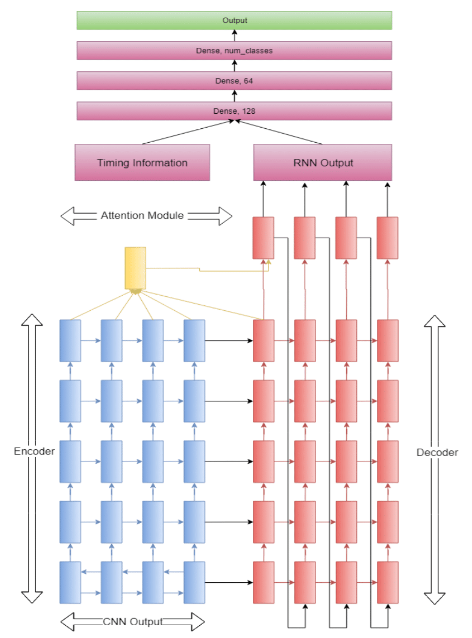 Output
Dense, num_classes
Dense, 64
Dense, 128
Timing Information
RNN Output
Attention Module
Encoder
Decoder
CNN Output